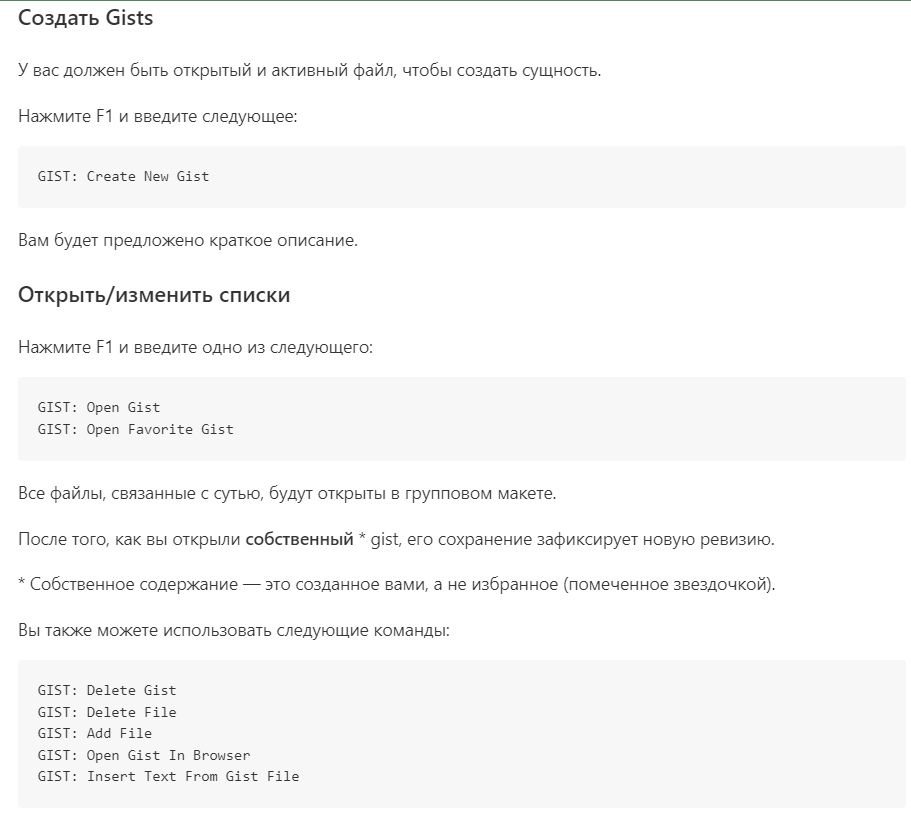 Создать Gists
У вас должен быть открытый и активный файл, чтобы создать сущность.
Нажмите F1 и введите следующее:
GIST: Create New Gist
Вам будет предложено краткое описание.
Открыть/изменить списки
Нажмите F1 и введите одно из следующего:
GIST: Open Gist
GIST: Open Favorite Gist
Все файлы, связанные с сутью, будут открыты в групповом макете.
После того, как вы открыли собственный * gist, его сохранение зафиксирует новую ревизию.
* Собственное содержание — это созданное вами, а не избранное (помеченное звездочкой).
Вы также можете использовать следующие команды:
GIST: Delete Gist
GIST: Delete File
GIST: Add File
GIST: Open Gist In Browser
GIST: Insert Text From Gist File